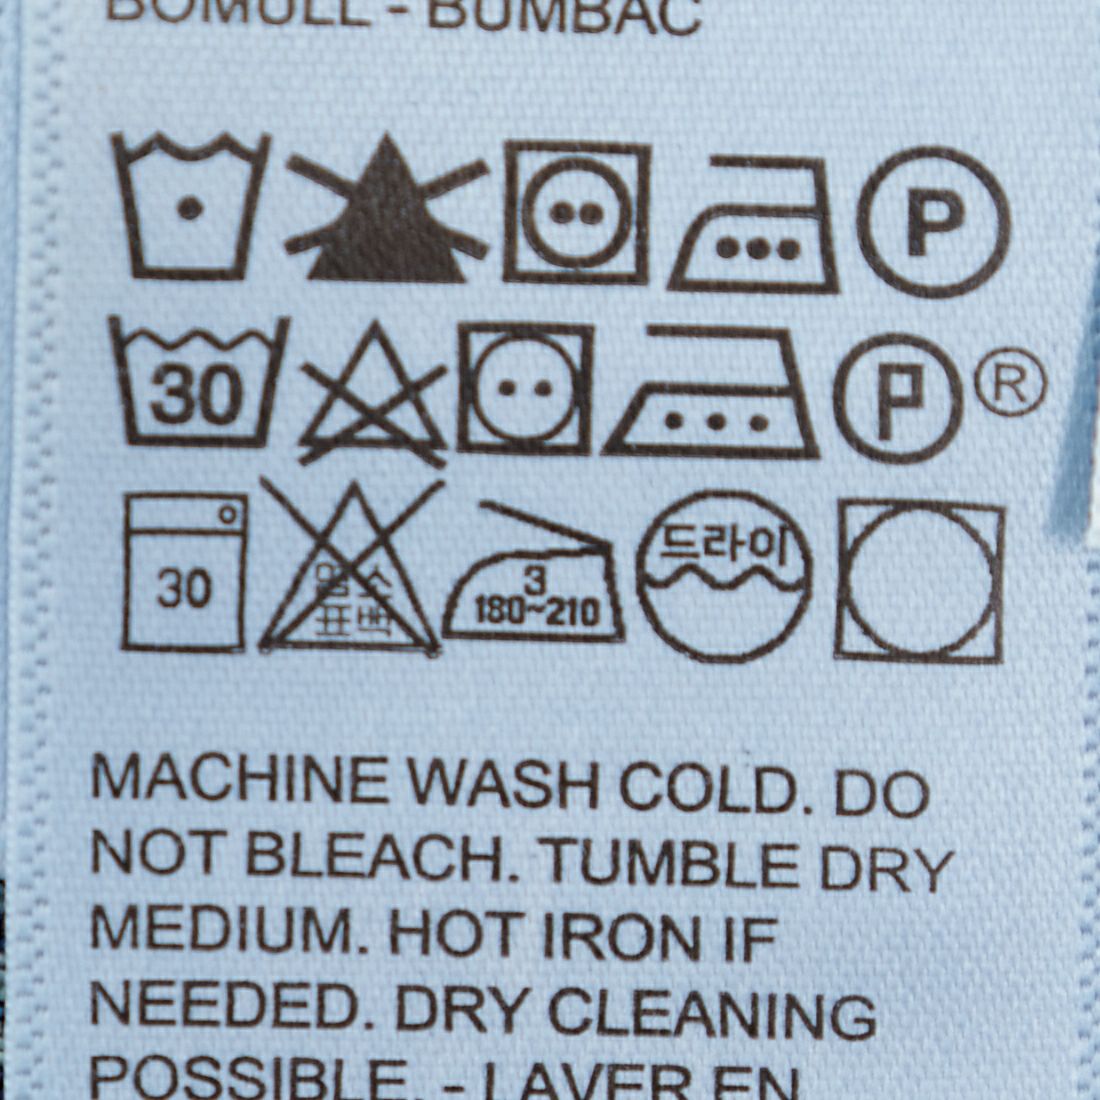 BOMULL - BUMBAC
P
30 P ®
30 염소 표백 3 180~210 드라이
MACHINE WASH COLD. DO
NOT BLEACH. TUMBLE DRY
MEDIUM. HOT IRON IF
NEEDED. DRY CLEANING
POSSIBLE. - LAVER EN